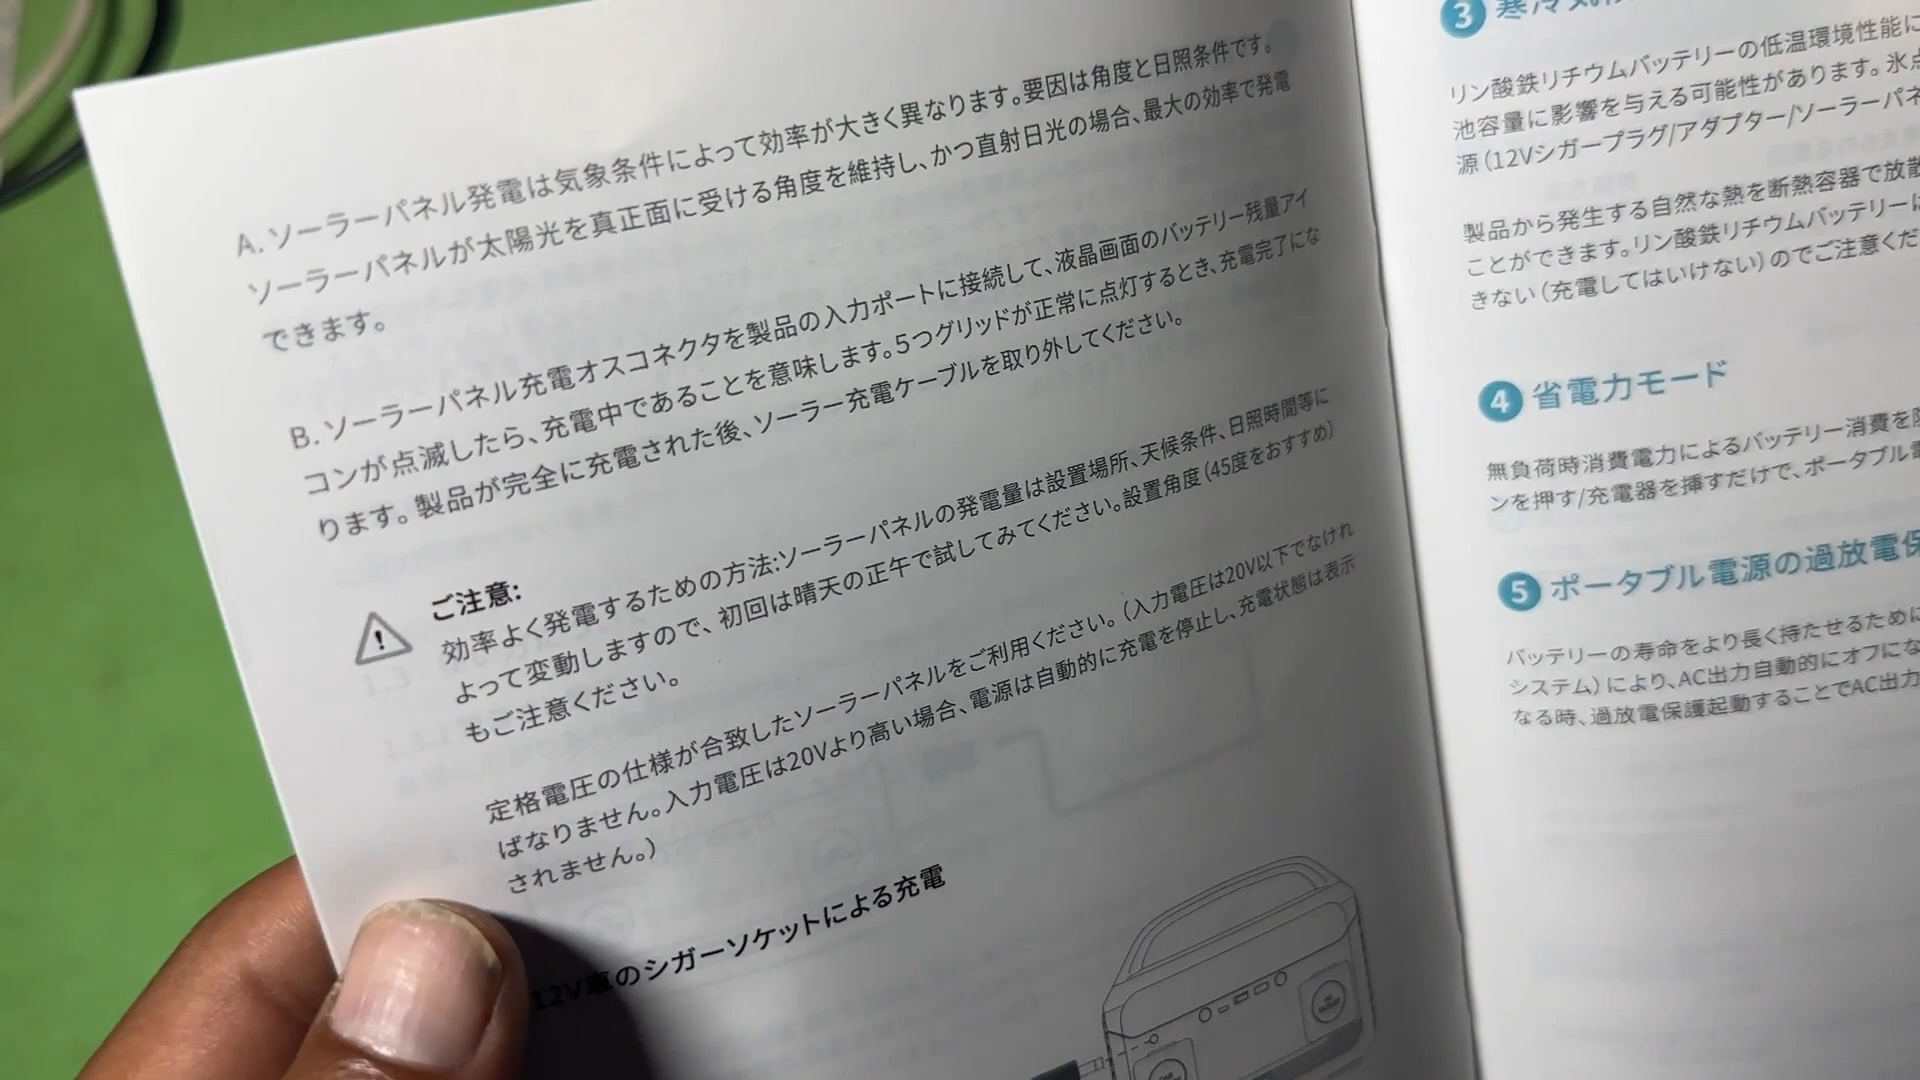 A. ソーラーパネル発電は気象条件によって効率が大きく異なります。要因は角度と日照条件です。
ソーラーパネルが太陽光を真正面に受ける角度を維持し、かつ直射日光の場合、最大の効率で発電
できます。
B. ソーラーパネル充電オスコネクタを製品の入力ポートに接続して、液晶画面のバッテリー残量アイ
コンが点滅したら、充電中であることを意味します。5つグリッドが正常に点灯するとき、充電完了にな
ります。製品が完全に充電された後、ソーラー充電ケーブルを取り外してください。
ご注意:
効率よく発電するための方法:ソーラーパネルの発電量は設置場所、天候条件、日照時間等に
よって変動しますので、初回は晴天の正午で試してみてください。設置角度(45度をおすすめ)
もご注意ください。
定格電圧の仕様が合致したソーラーパネルをご利用ください。(入力電圧は20V以下でなけれ
ばなりません。入力電圧は20Vより高い場合、電源は自動的に充電を停止し、充電状態は表示
されません。)
12V車のシガーソケットによる充電
3 寒冷気
リン酸鉄リチウムバッテリーの低温環境性能に
池容量に影響を与える可能性があります。氷点
源(12Vシガープラグ/アダプター/ソーラーパネ
製品から発生する自然な熱を断熱容器で放散
ことができます。リン酸鉄リチウムバッテリーは
きない(充電してはいけない)のでご注意くだ
4 省電力モード
無負荷時消費電力によるバッテリー消費を
ンを押す/充電器を挿すだけで、ポータブル電
5 ポータブル電源の過放電保
バッテリーの寿命をより長く持たせるために
システム)により、AC出力自動的にオフにな
なる時、過放電保護起動することでAC出力